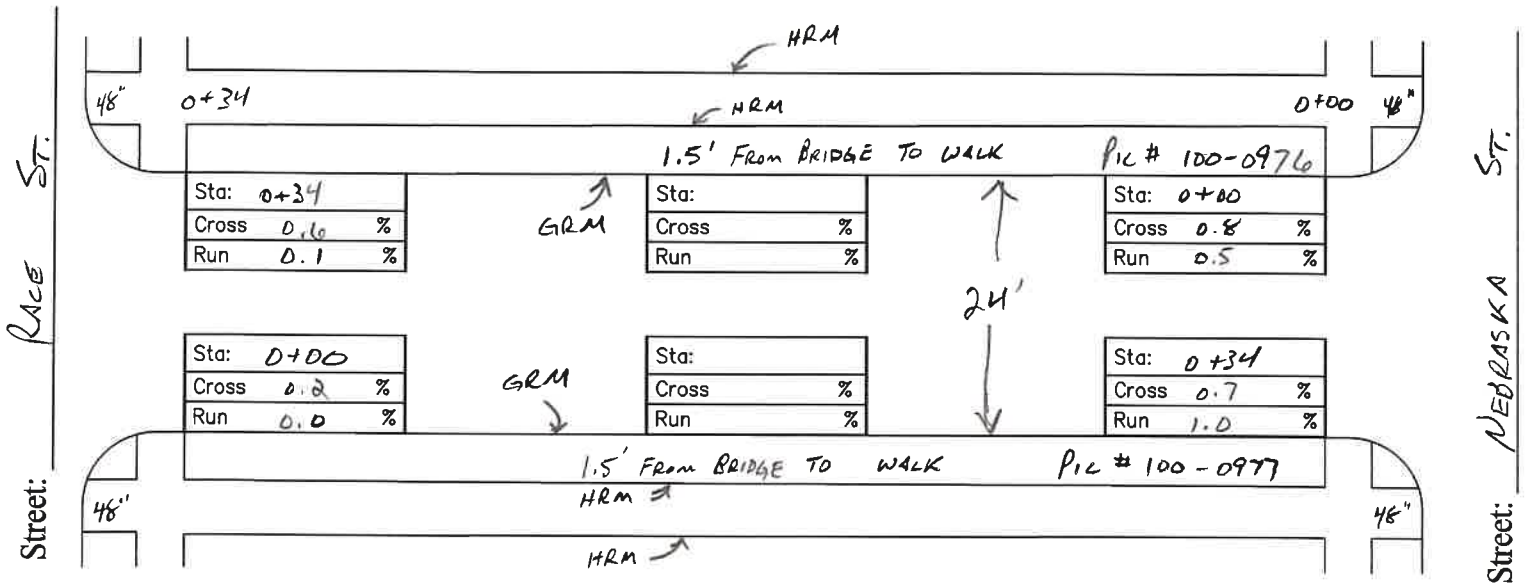 HRM
48"
0+34
HRM
0+00
48"
1.5' FROM BRIDGE TO WALK
PIC # 100-0976
Street: RACE ST.
Sta: 0+34
Cross 0.6 %
Run 0.1 %
GRM
Sta:
Cross %
Run %
Sta: 0+00
Cross 0.8 %
Run 0.5 %
24'
Sta: 0+00
Cross 0.2 %
Run 0.0 %
GRM
Sta:
Cross %
Run %
Sta: 0+34
Cross 0.7 %
Run 1.0 %
Street: NEBRASKA ST.
1.5' FROM BRIDGE TO WALK
PIC # 100-0977
HRM
48"
48"
HRM